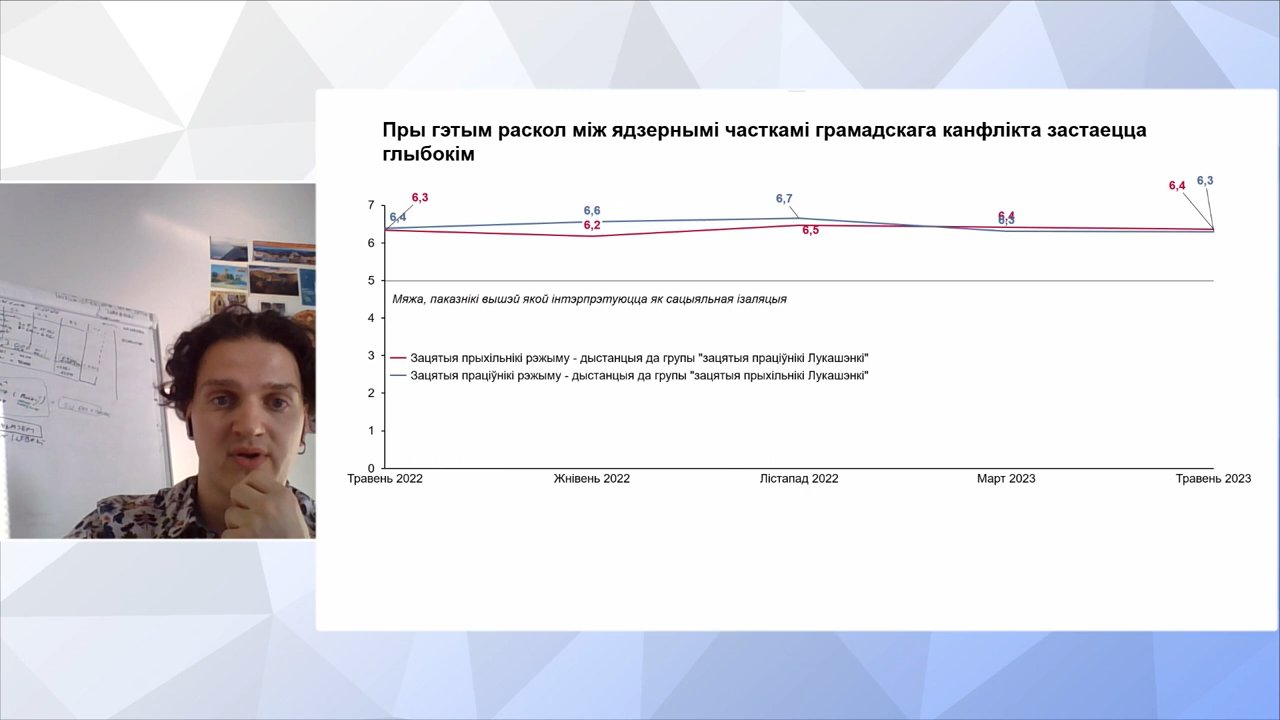 Пры гэтым раскол між ядзернымі часткамі грамадскага канфлікта застаецца
глыбокім
6,3
6,4
6,6
6,2
6,7
6,5
6,4
6,3
6,4
6,3
7
6
5
Мяжа, паказнікі вышэй якой інтэрпрэтуюцца як сацыяльная ізаляцыя
4
3
Зацятыя прыхільнікі рэжыму - дыстанцыя да групы "зацятыя праціўнікі Лукашэнкі"
Зацятыя праціўнікі рэжыму - дыстанцыя да групы "зацятыя прыхільнікі Лукашэнкі"
2
1
0
Травень 2022
Жнівень 2022
Лістапад 2022
Март 2023
Травень 2023